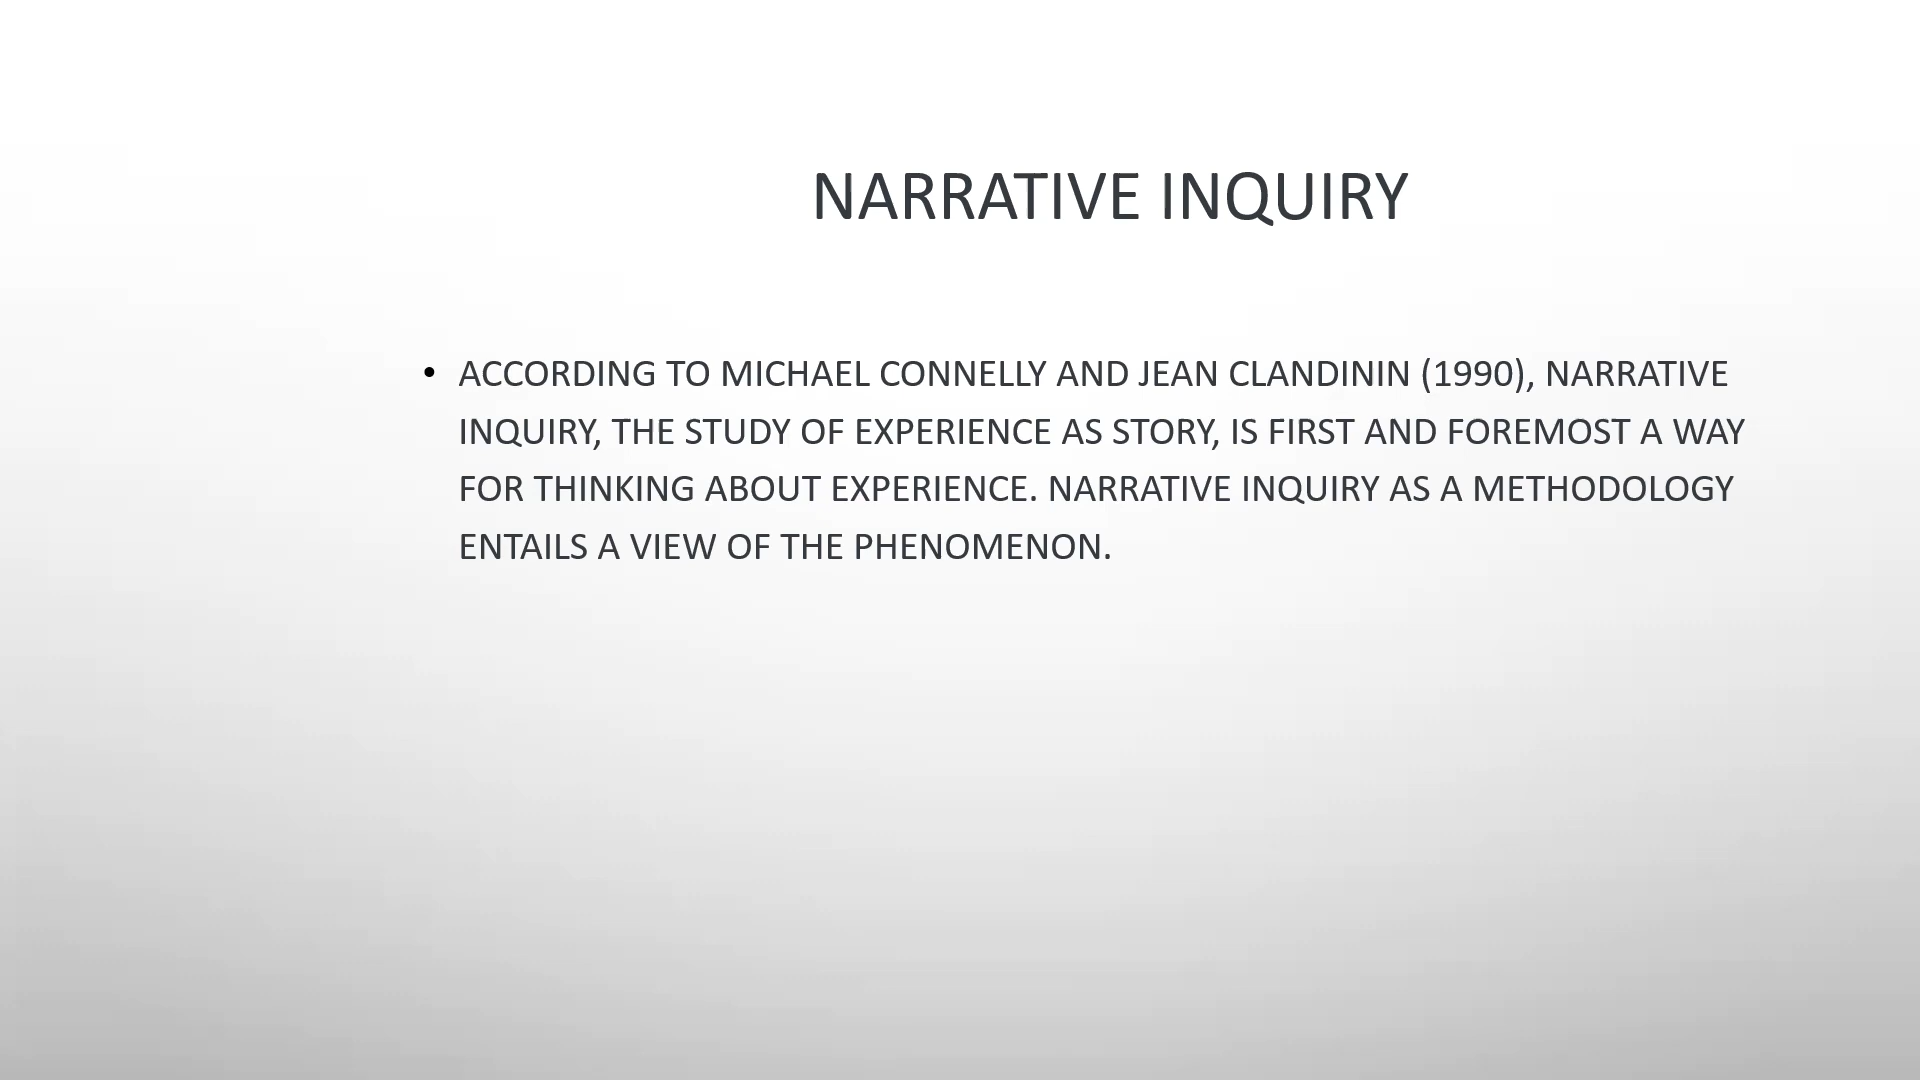 NARRATIVE INQUIRY
• ACCORDING TO MICHAEL CONNELLY AND JEAN CLANDININ (1990), NARRATIVE
INQUIRY, THE STUDY OF EXPERIENCE AS STORY, IS FIRST AND FOREMOST A WAY
FOR THINKING ABOUT EXPERIENCE. NARRATIVE INQUIRY AS A METHODOLOGY
ENTAILS A VIEW OF THE PHENOMENON.